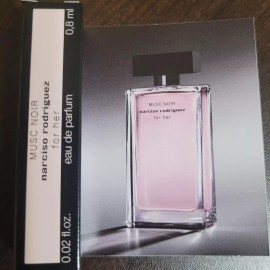 MUSC NOIR
narciso rodriguez
for her
eau de parfum
0.02 fl.oz. 0,8 ml
MUSC NOIR
narciso rodriguez
for her